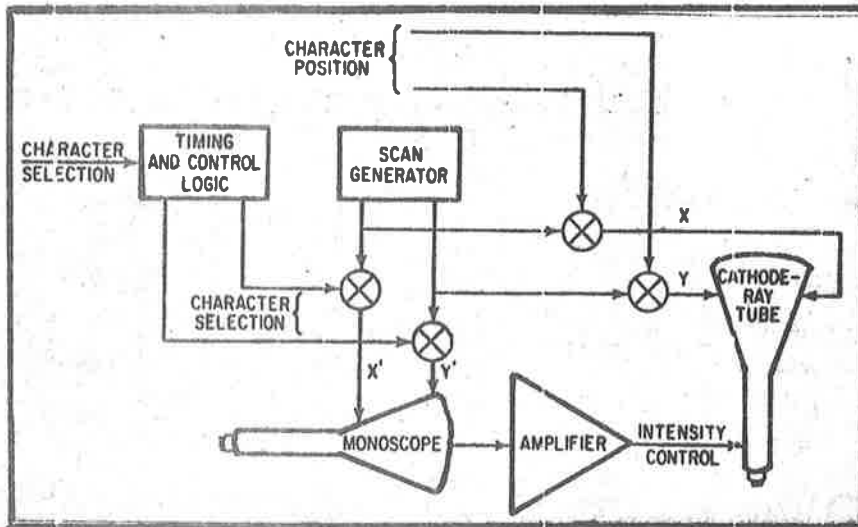 CHARACTER
POSITION
CHARACTER
SELECTION
TIMING
AND CONTROL
LOGIC
SCAN
GENERATOR
X
Y
CATHODE-
RAY
TUBE
CHARACTER
SELECTION
X'
Y'
MONOSCOPE
AMPLIFIER
INTENSITY
CONTROL